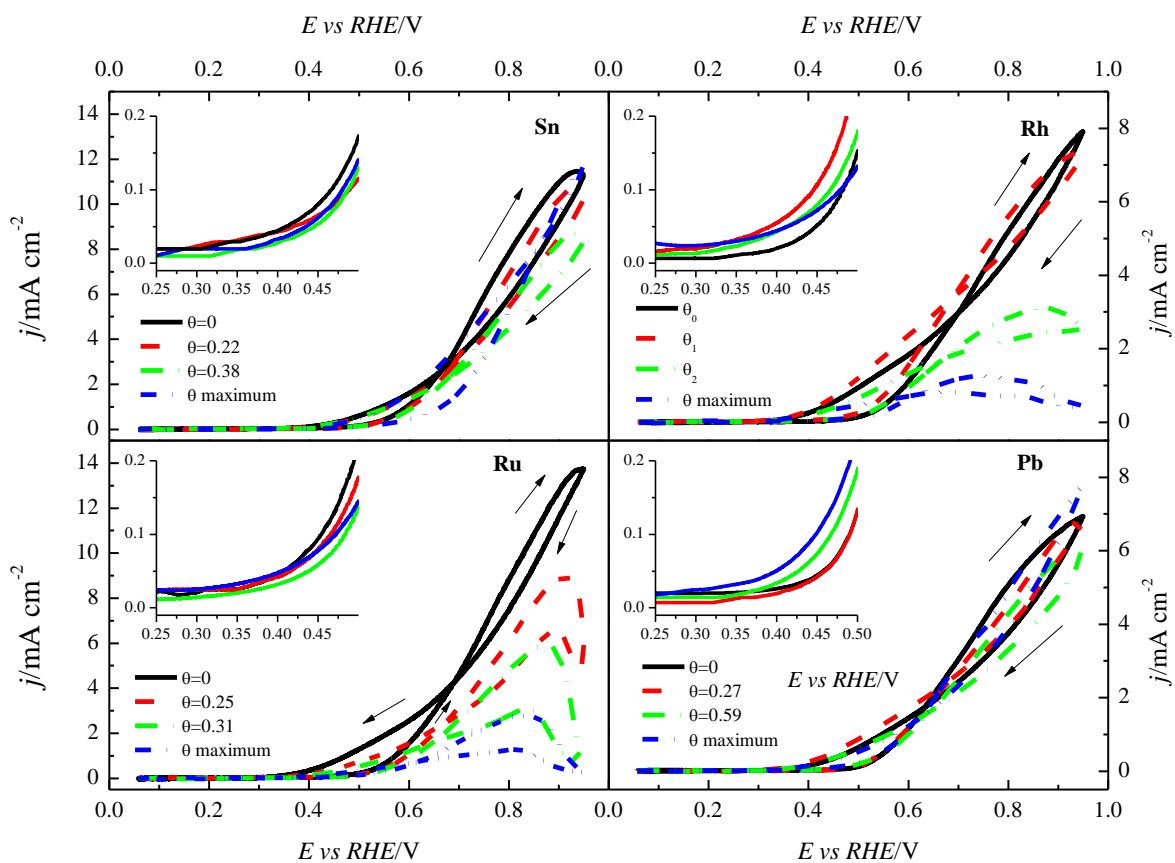 E vs RHE/V
E vs RHE/V
0.0 0.2 0.4 0.6 0.8 0.0 0.2 0.4 0.6 0.8 1.0
j/mA cm-2
14
12
10
8
6
4
2
0
0.2
0.1
0.0
0.25 0.30 0.35 0.40 0.45
Sn
θ=0
θ=0.22
θ=0.38
θ maximum
0.2
0.1
0.0
0.25 0.30 0.35 0.40 0.45
Rh
θ0
θ1
θ2
θ maximum
8
6
4
2
0
j/mA cm-2
j/mA cm-2
14
12
10
8
6
4
2
0
0.2
0.1
0.0
0.25 0.30 0.35 0.40 0.45
Ru
θ=0
θ=0.25
θ=0.31
θ maximum
0.2
0.1
0.0
0.25 0.30 0.35 0.40 0.45 0.50
E vs RHE/V
Pb
θ=0
θ=0.27
θ=0.59
θ maximum
8
6
4
2
0
j/mA cm-2
0.0 0.2 0.4 0.6 0.8 0.0 0.2 0.4 0.6 0.8 1.0
E vs RHE/V
E vs RHE/V